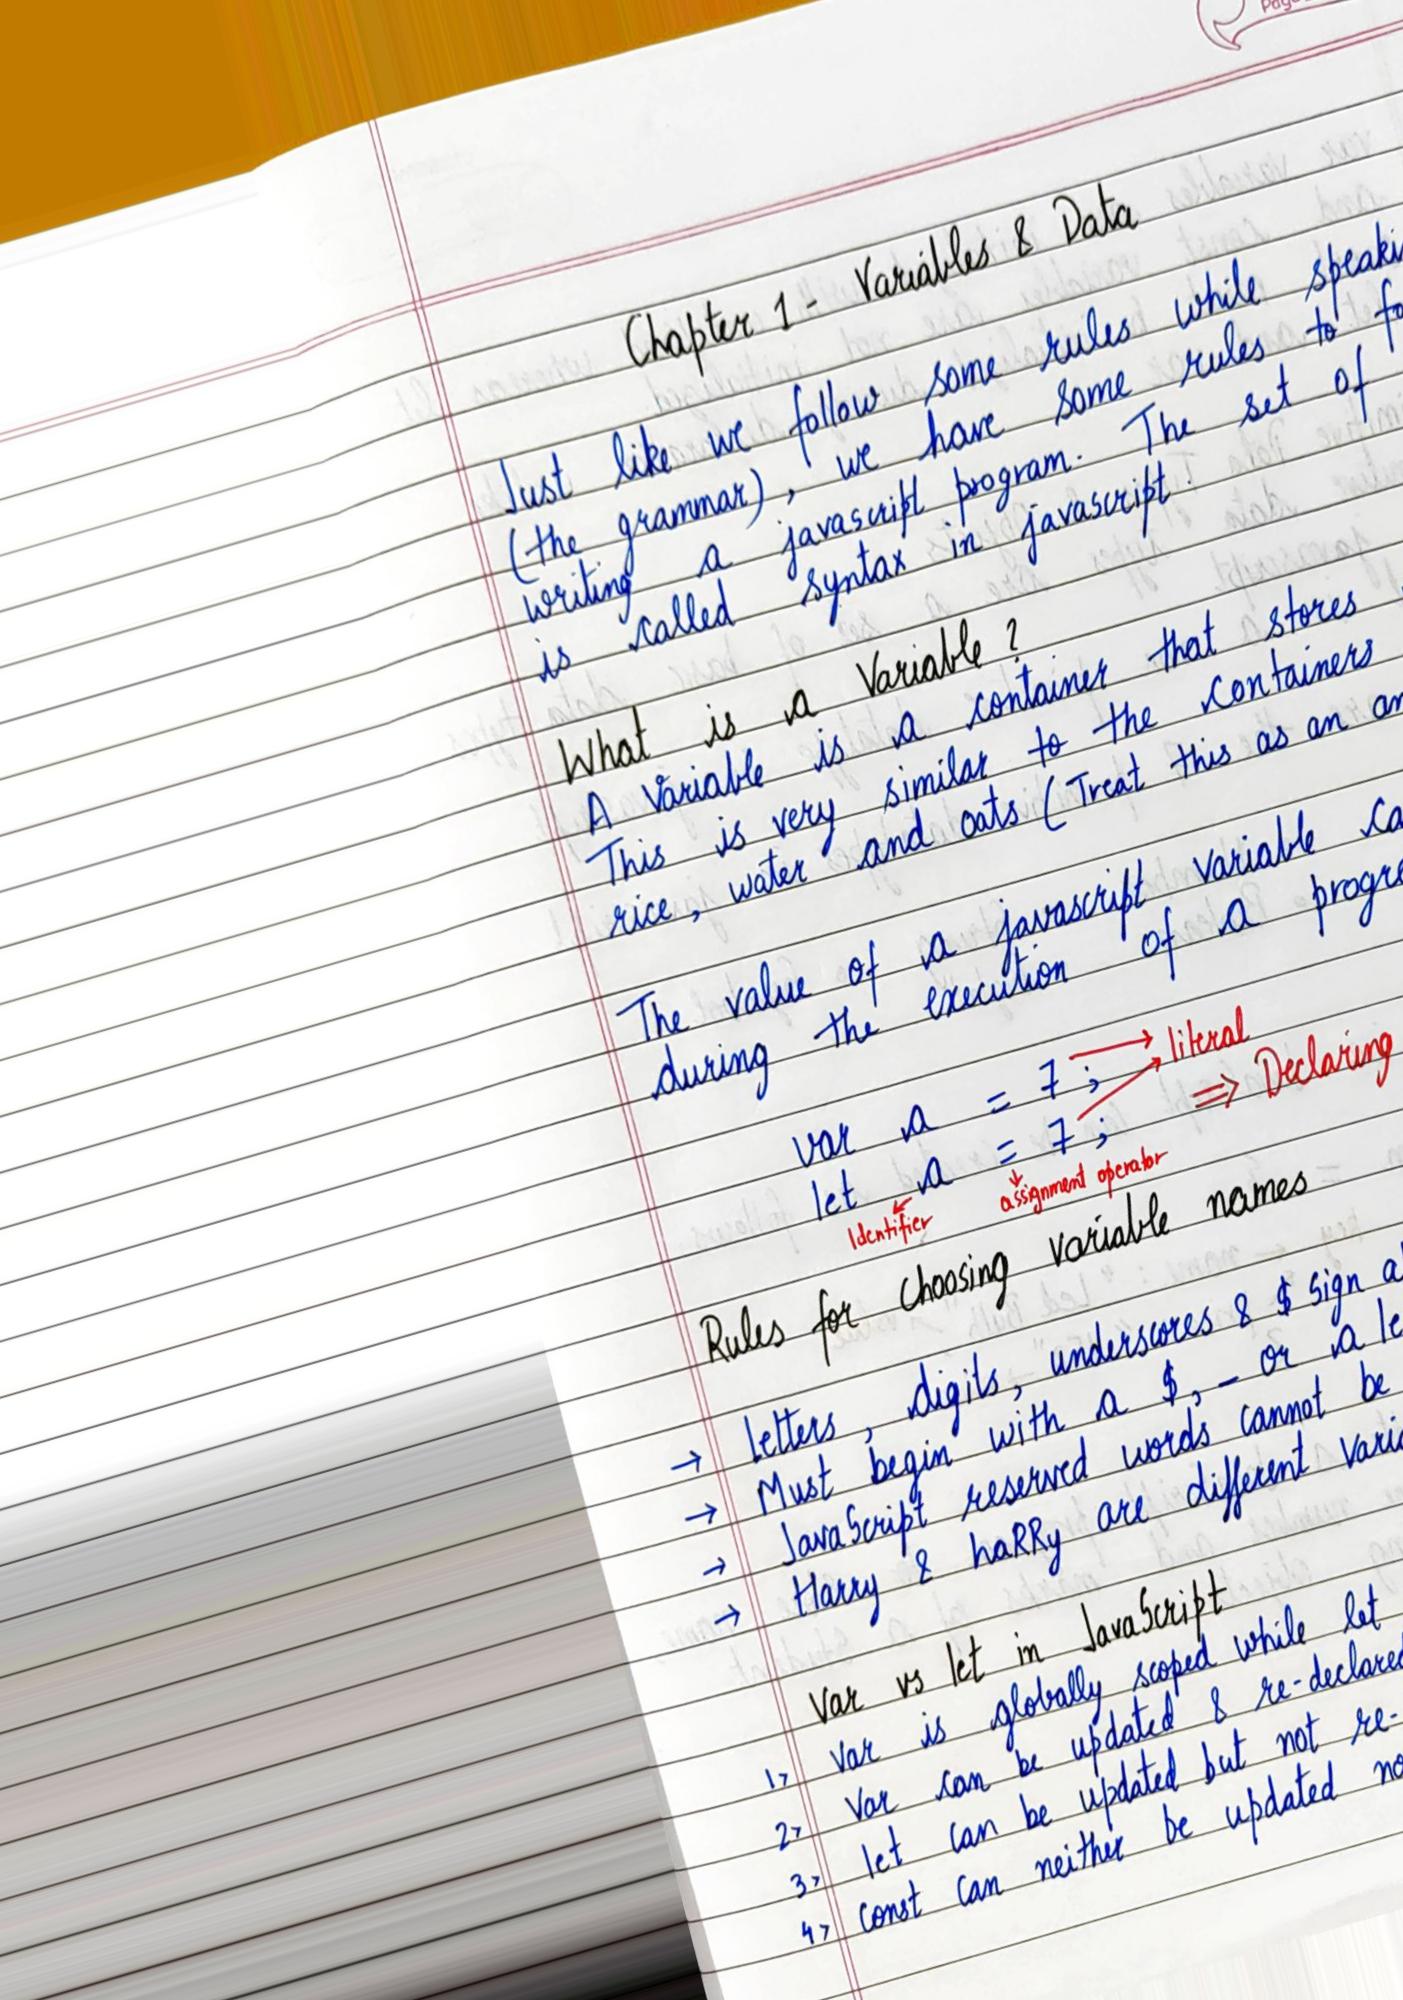 Page
Chapter 1 - Variables & Data
Just like we follow some rules while speaki
(the grammar), we have some rules to fo
writing a javascript program. The set of
is called syntax in javascript.
What is a Variable?
A Variable is a container that stores
This is very similar to the containers
rice, water and oats (Treat this as an an
The value of a javascript variable ca
during the execution of a progra
var a = 7; → literal
let a = 7; ⇒ Declaring
Identifier assignment operator
Rules for choosing variable names
→ letters, digits, underscores & $ sign al
→ Must begin with a $, _ or a le
→ JavaScript reserved words cannot be
→ Harry & haRRy are different varia
Var vs let in JavaScript
1> Var is globally scoped while let
2> Var can be updated & re-declared
3> let can be updated but not re-
4> const can neither be updated no